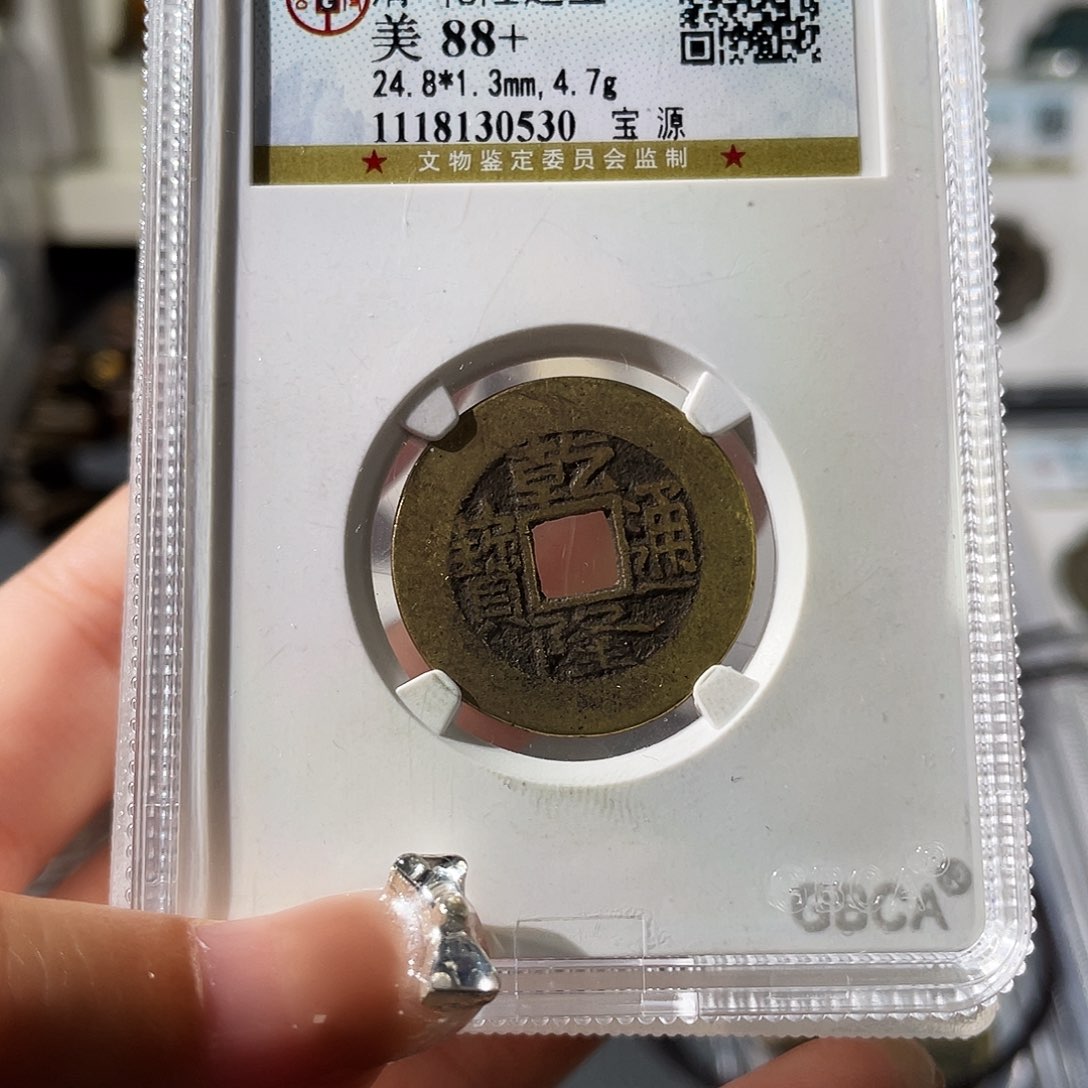 美 88+
24.8*1.3mm,4.7g
1118130530 宝源
★ 文物鉴定委员会监制 ★
乾隆通寶
GBCA®